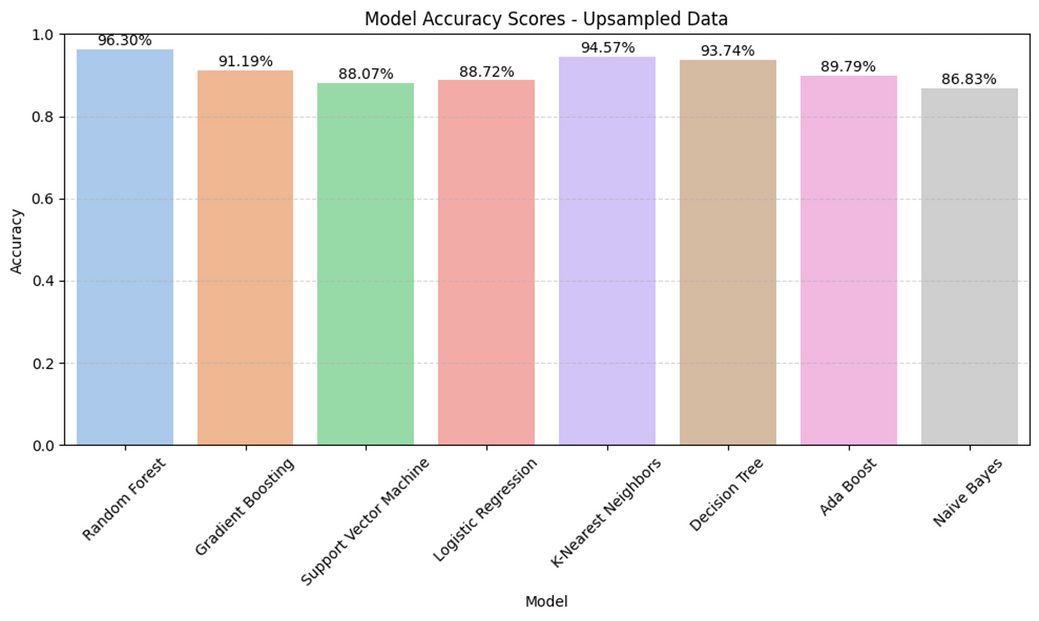 Model Accuracy Scores - Upsampled Data
1.0
0.8
0.6
0.4
0.2
0.0
Accuracy
96.30%
91.19%
88.07%
88.72%
94.57%
93.74%
89.79%
86.83%
Random Forest
Gradient Boosting
Support Vector Machine
Logistic Regression
K-Nearest Neighbors
Decision Tree
Ada Boost
Naive Bayes
Model